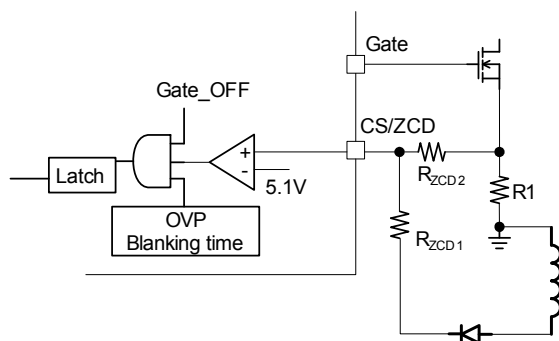 Gate
Gate_OFF
CS/ZCD
+
-
5.1V
Latch
OVP
Blanking time
RZCD2
R1
RZCD1